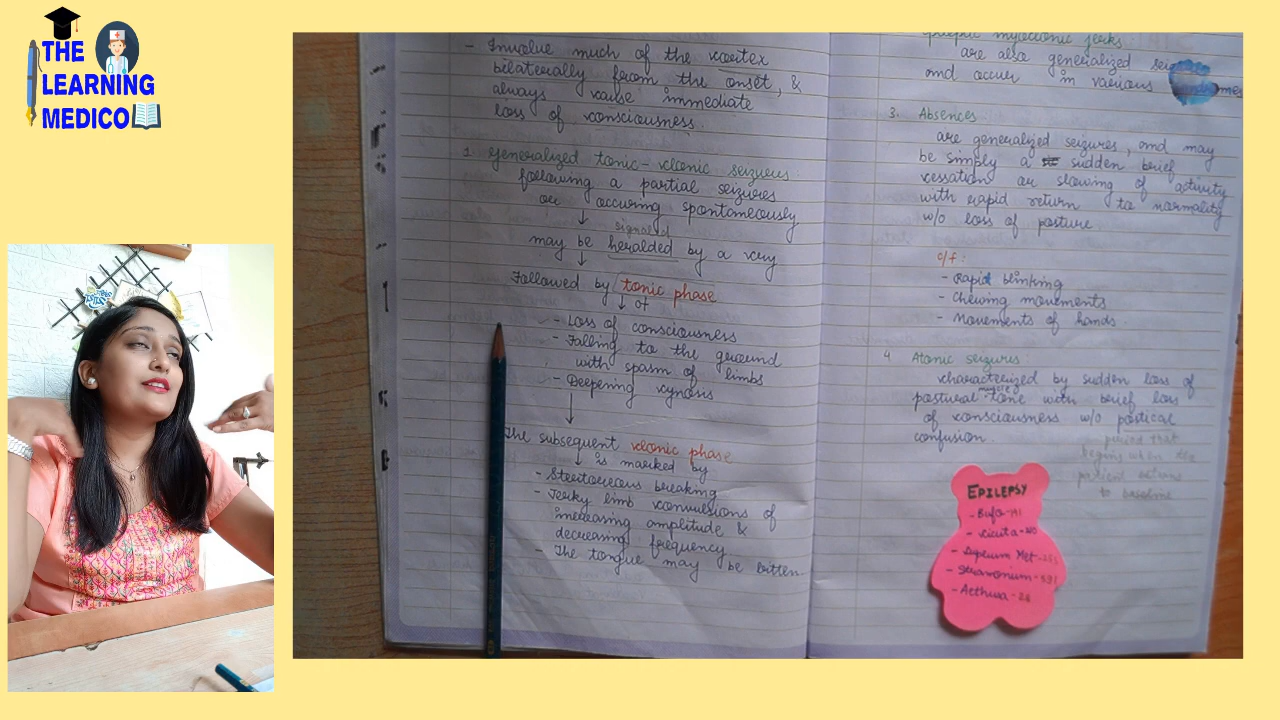 THE
LEARNING
MEDICO
- Involve much of the cortex
bilaterally from the onset, &
always cause immediate
loss of consciousness.
1. Generalized tonic-clonic seizures
following a partial seizures
or occuring spontaneously
↓
signaled
may be heralded by a cry
↓
Followed by tonic phase
↓ of
- Loss of consciousness
- Falling to the ground
with spasm of limbs
- Deepening cynosis
↓
The subsequent clonic phase
↓ is marked by
- Stertoreous breaking
- Jerky limb convulsions of
increasing amplitude &
decreasing frequency
- The tongue may be bitten
myoclonic jerks
are also generalized
and occur in various
3. Absences
are generalized seizures, and may
be simply a sudden brief
cessation or slowing of activity
with rapid return to normality
w/o loss of posture
c/f:
- Rapid blinking
- Chewing movements
- Movements of hands
4 Atonic seizures
characterized by sudden loss of
muscle
postural tone with brief loss
of consciousness w/o postical
confusion.
period that
begins when the
patient returns
to baseline
EPILEPSY
- Bufo-
- Cicuta-
- Cuprum Met-
- Stramonium-
- Aethusa-